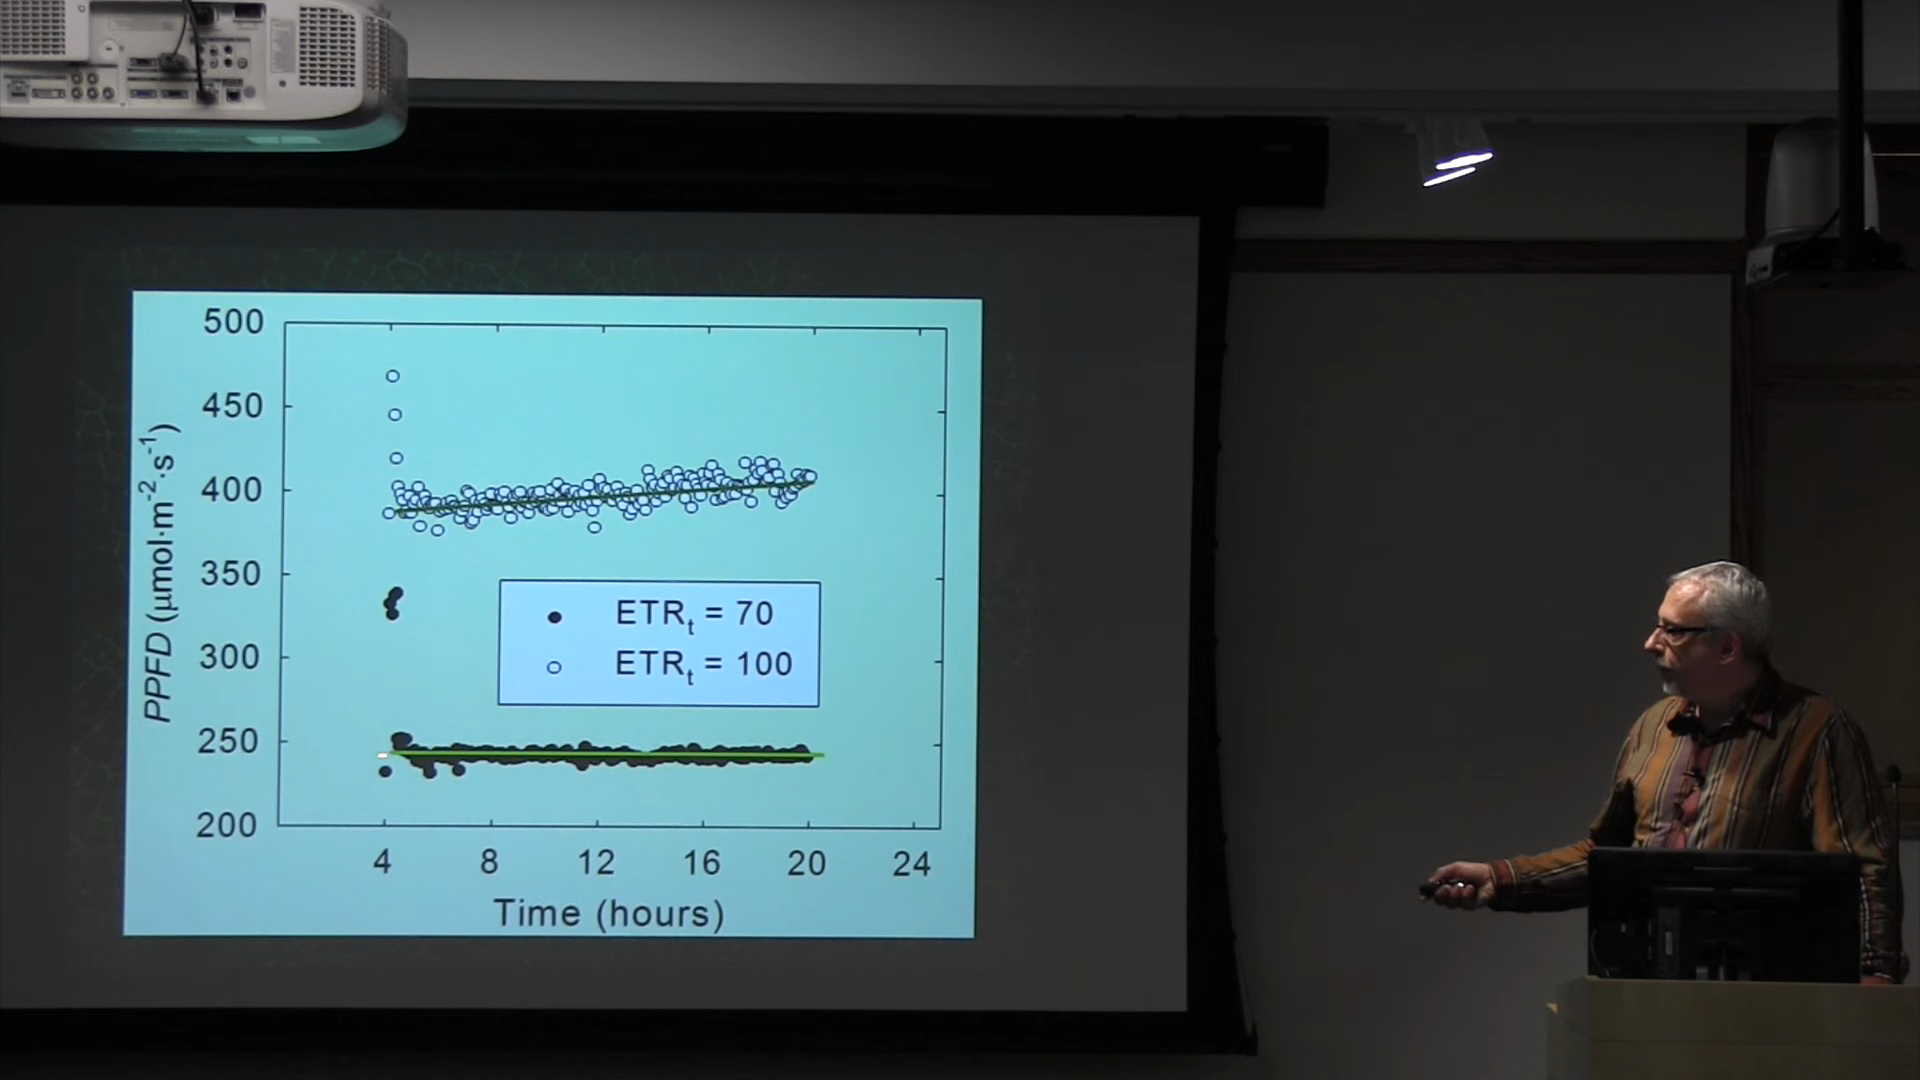 500
450
400
350
300
250
200
PPFD (μmol·m⁻²·s⁻¹)
ETRt = 70
ETRt = 100
4 8 12 16 20 24
Time (hours)